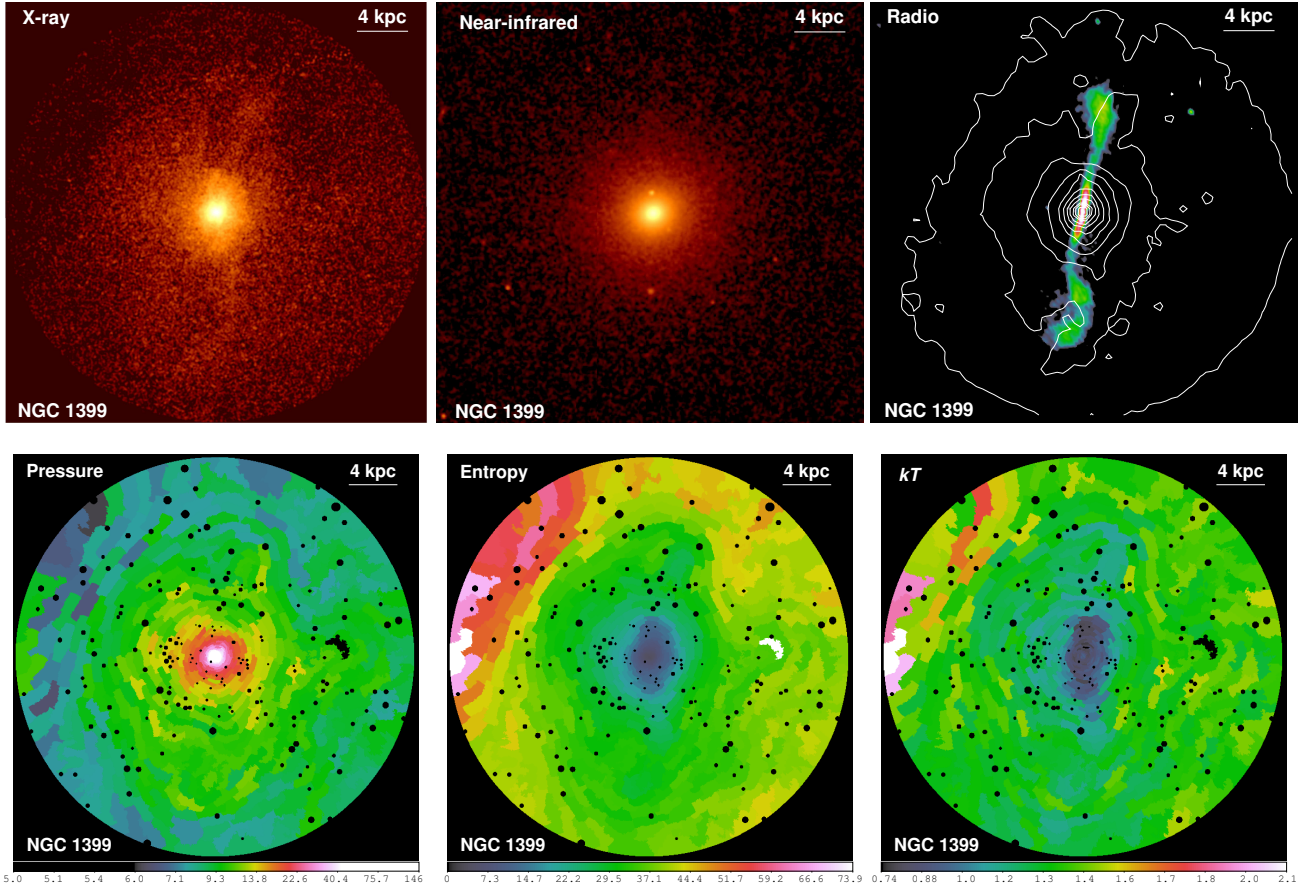 X-ray
4 kpc
NGC 1399
Near-infrared
4 kpc
NGC 1399
Radio
4 kpc
NGC 1399
Pressure
4 kpc
NGC 1399
5.0 5.1 5.4 6.0 7.1 9.3 13.8 22.6 40.4 75.7 146
Entropy
4 kpc
NGC 1399
0 7.3 14.7 22.2 29.5 37.1 44.4 51.7 59.2 66.6 73.9
kT
4 kpc
NGC 1399
0.74 0.88 1.0 1.2 1.3 1.4 1.6 1.7 1.8 2.0 2.1